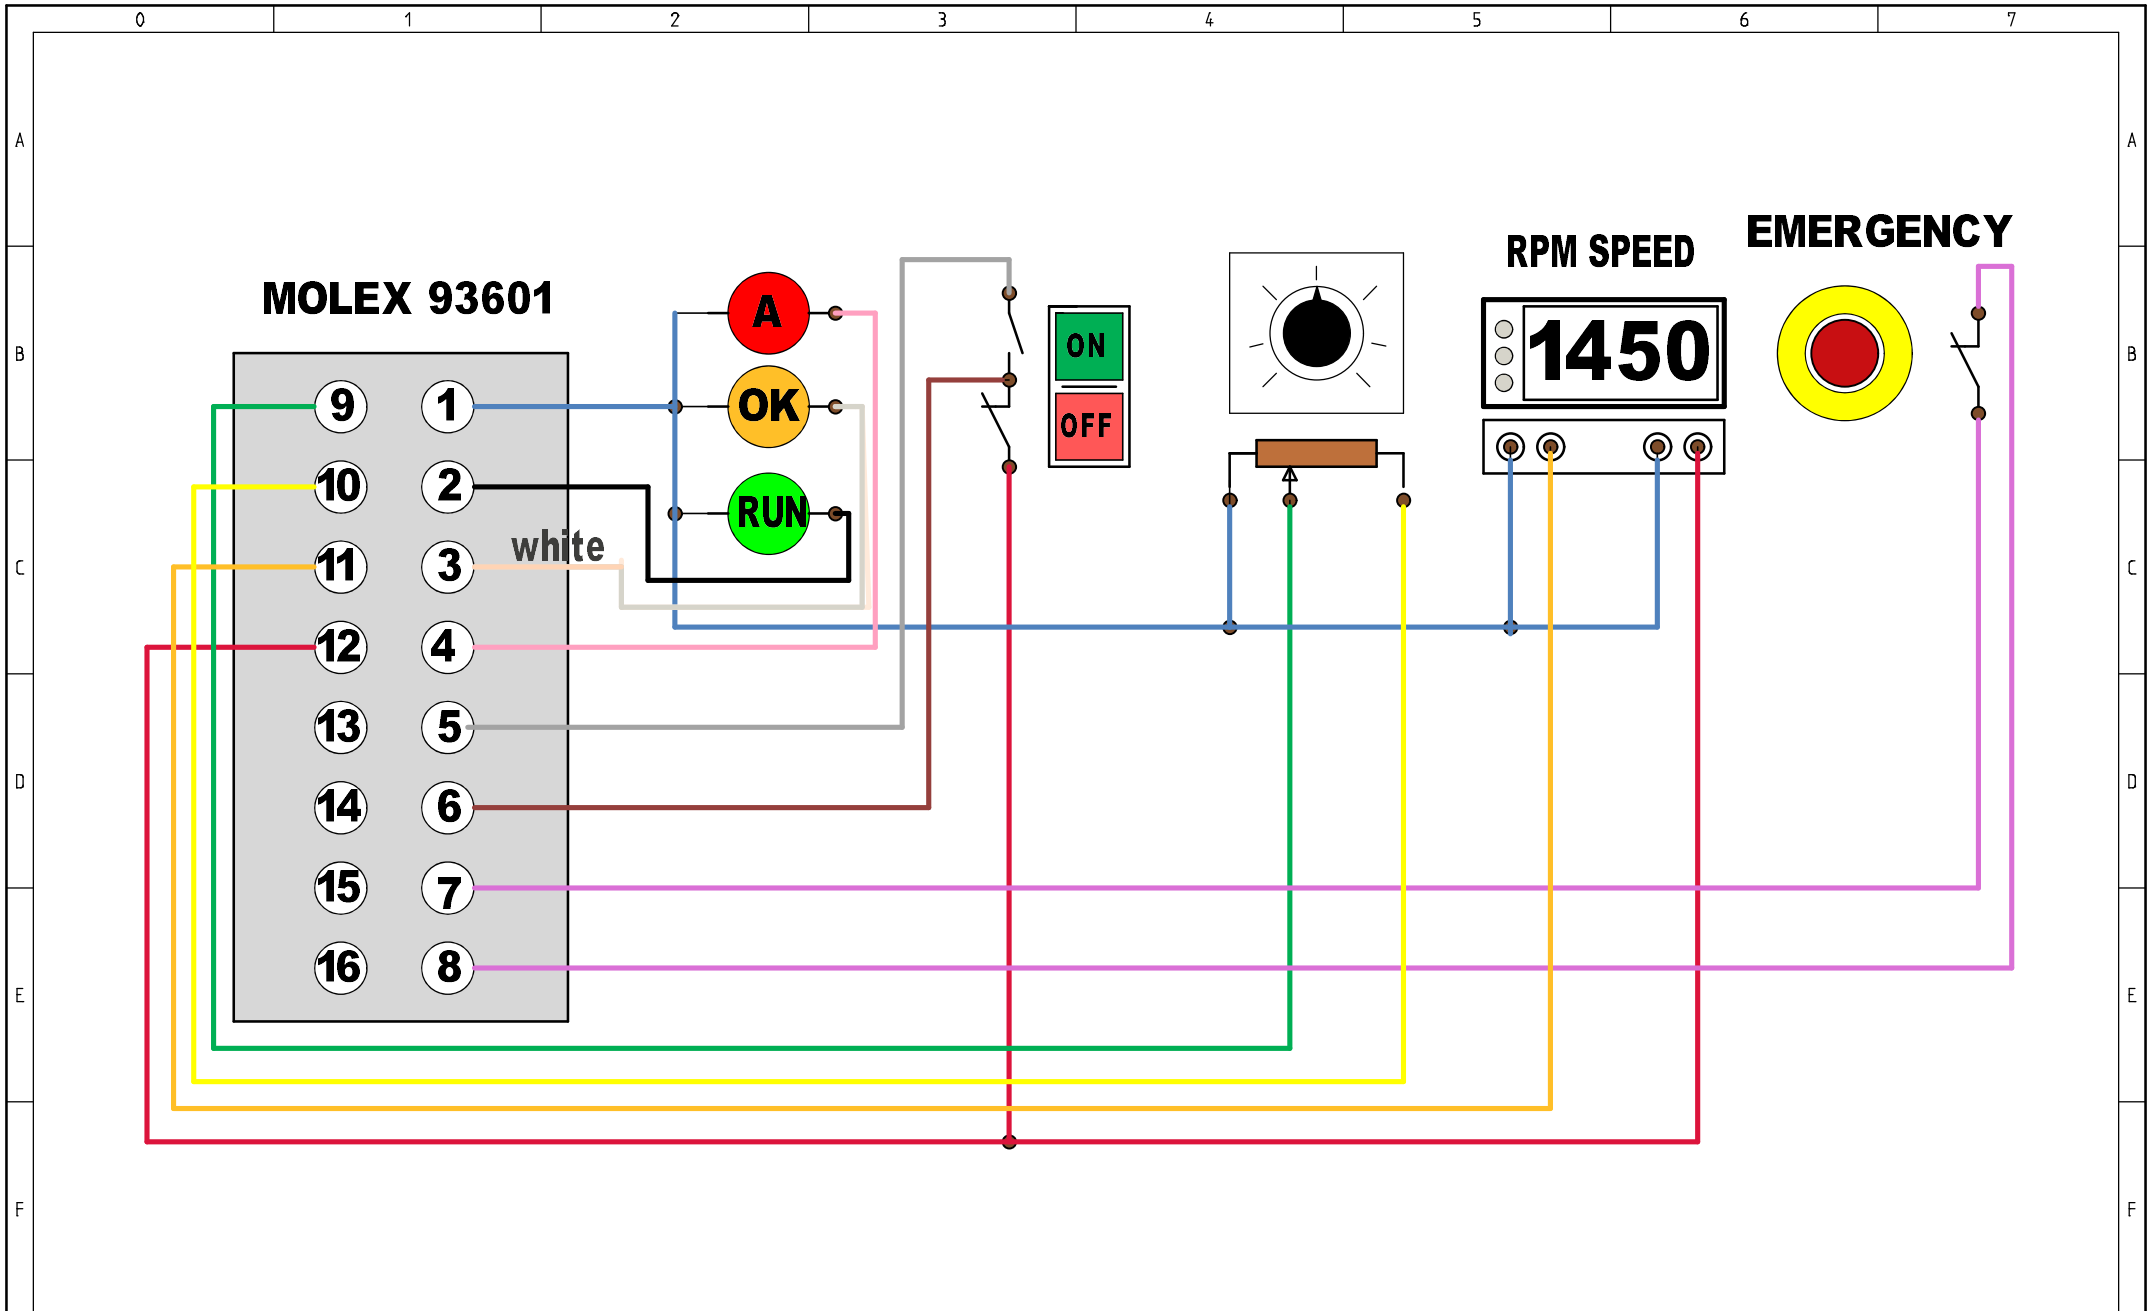 0 1 2 3 4 5 6 7
A A
EMERGENCY
RPM SPEED
MOLEX 93601
A
ON
1450
B B
9 1
OK
OFF
10 2
RUN
white
C 11 3 C
12 4
13 5
D D
14 6
15 7
16 8
E E
F F